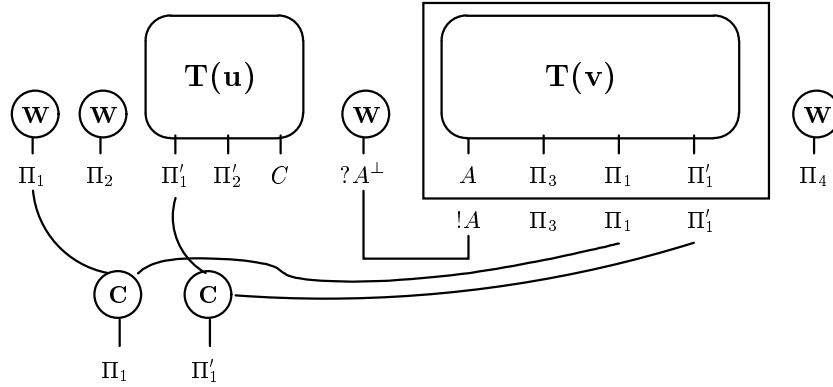 T(u) T(v)
W W W W
Π₁ Π₂ Π′₁ Π′₂ C ?A⊥ A Π₃ Π₁ Π′₁ Π₄
!A Π₃ Π₁ Π′₁
C C
Π₁ Π′₁